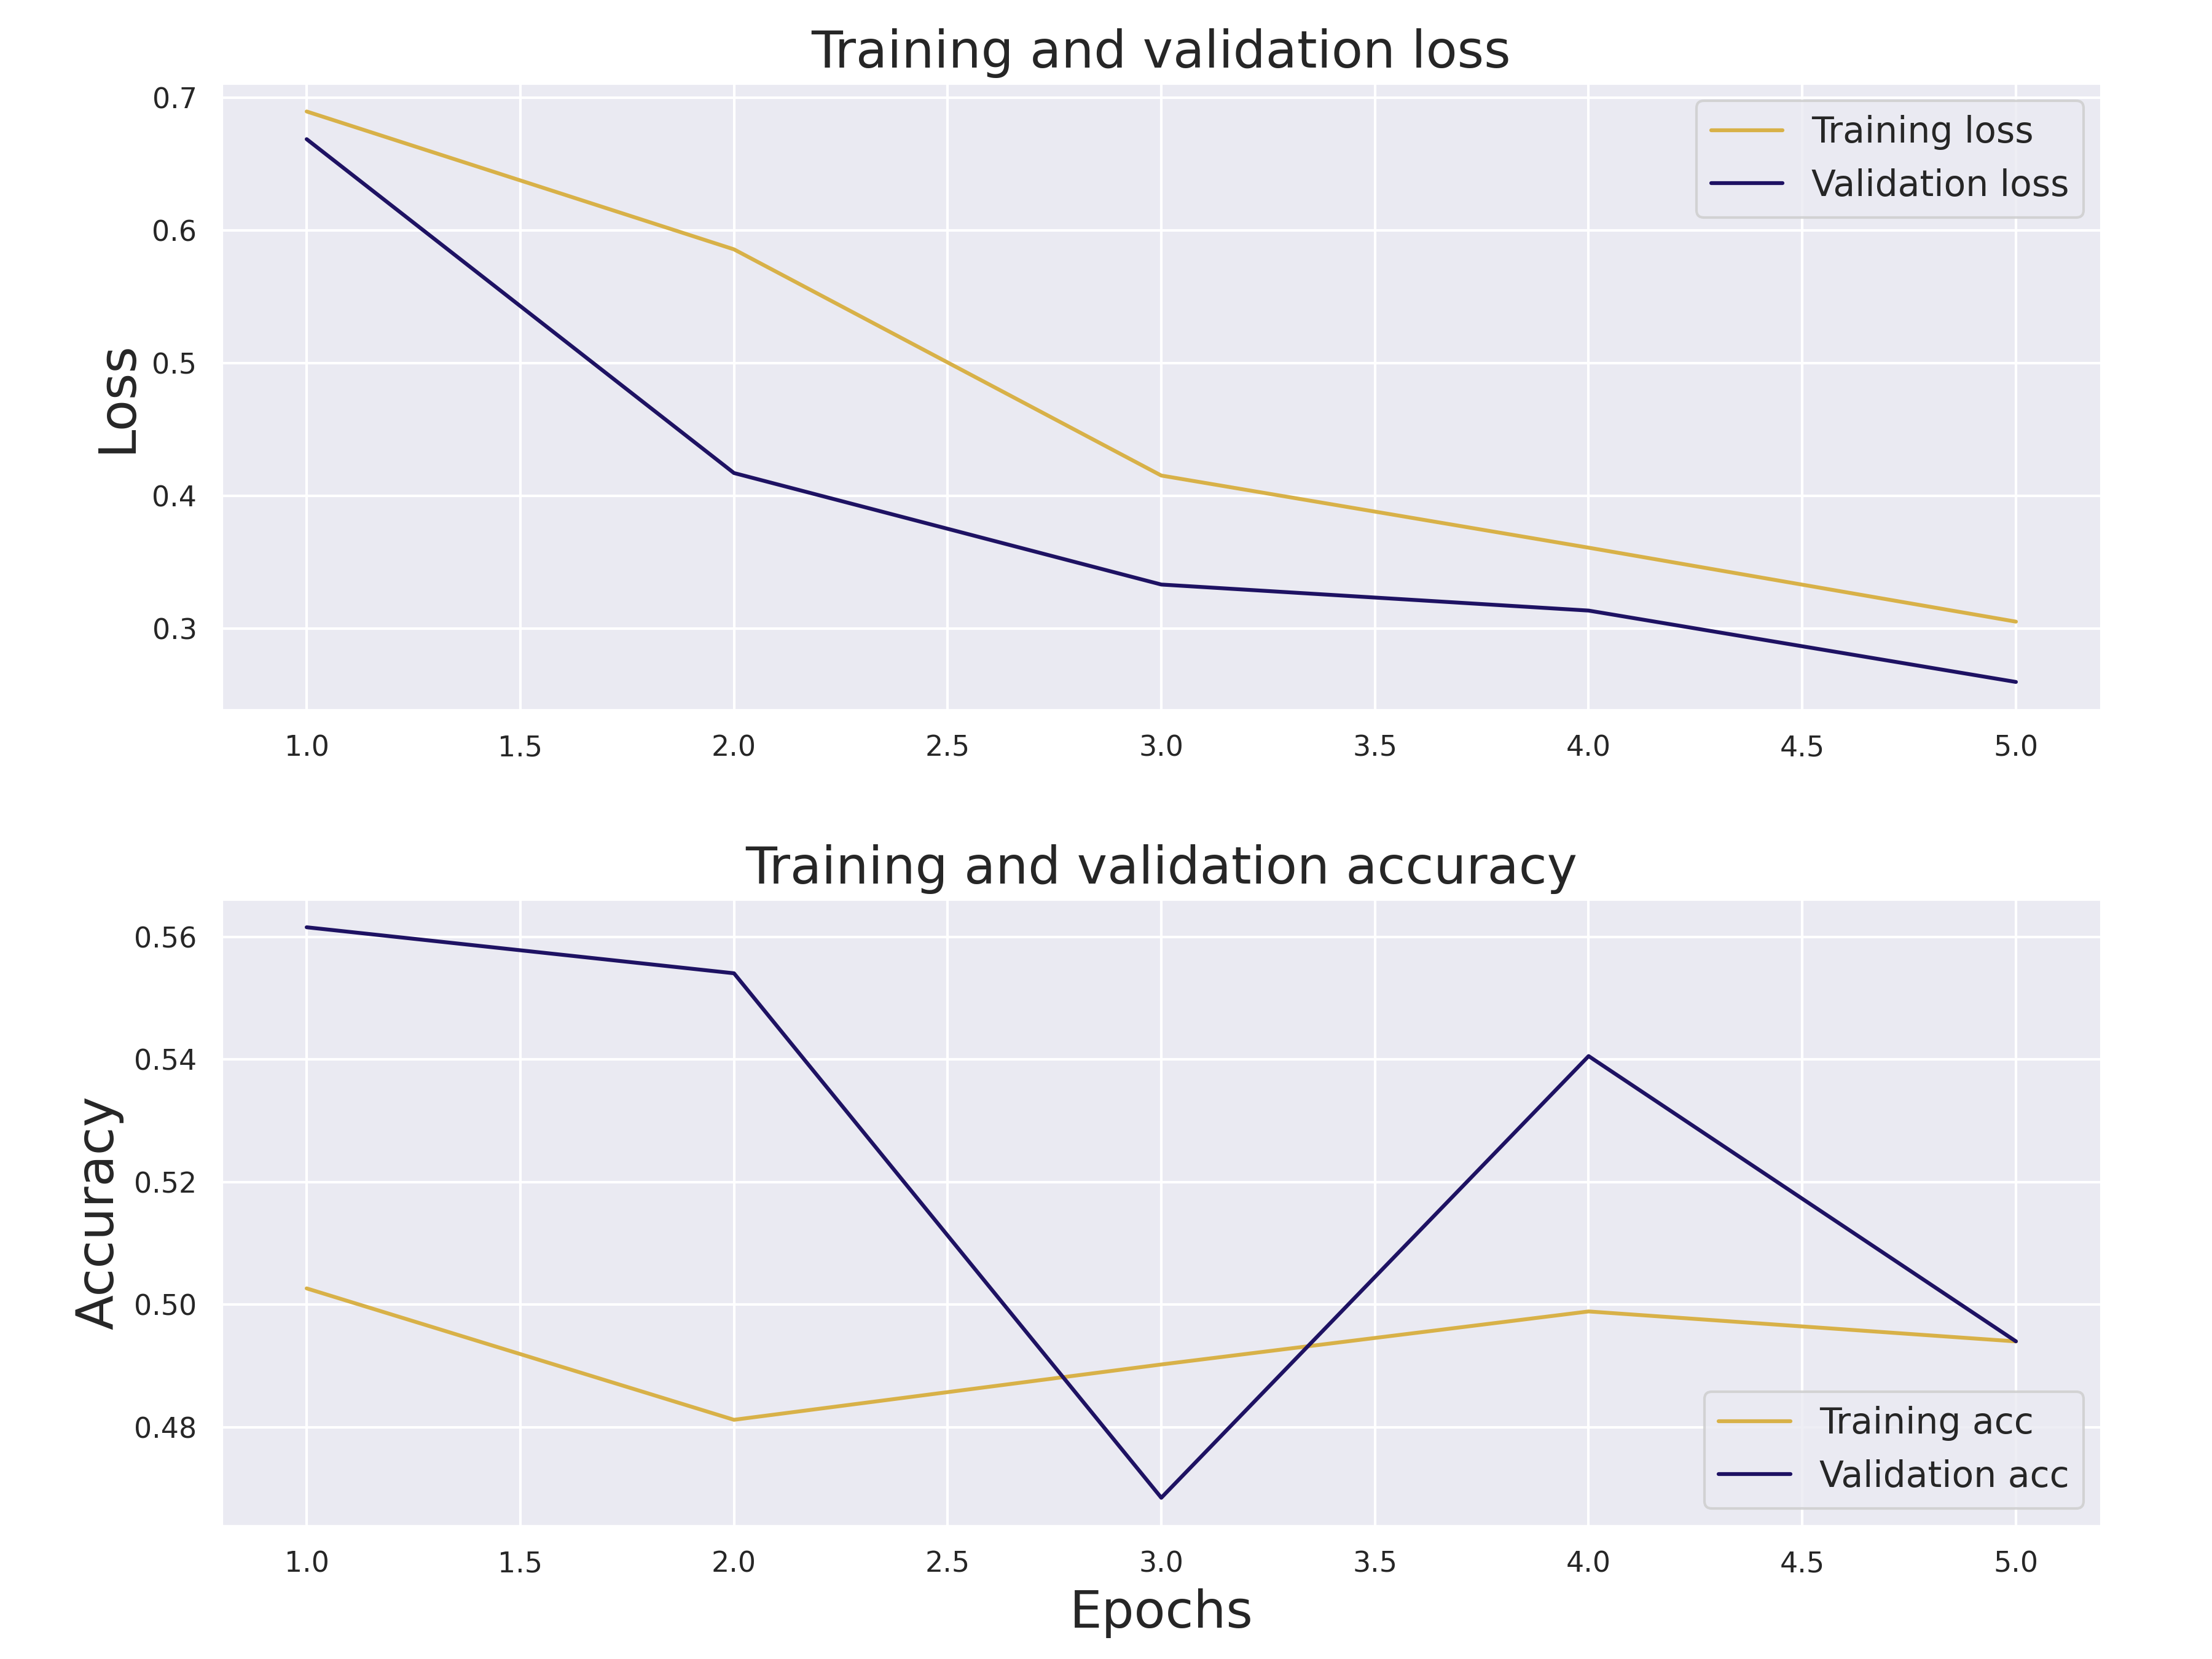 Training and validation loss
0.7
0.6
0.5
0.4
0.3
Loss
Training loss
Validation loss
1.0 1.5 2.0 2.5 3.0 3.5 4.0 4.5 5.0
Training and validation accuracy
0.56
0.54
0.52
0.50
0.48
Accuracy
Training acc
Validation acc
1.0 1.5 2.0 2.5 3.0 3.5 4.0 4.5 5.0
Epochs